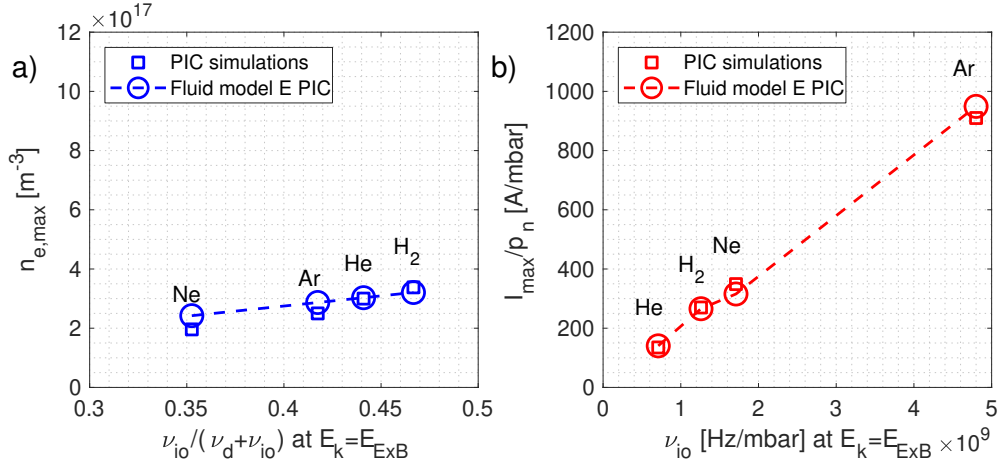 a)
×10^17
n_e,max [m^-3]
12
10
8
6
4
2
0
PIC simulations
Fluid model E PIC
Ne
Ar
He
H_2
0.3
0.35
0.4
0.45
0.5
ν_io/(ν_d+ν_io) at E_k=E_ExB
b)
I_max/p_n [A/mbar]
1200
1000
800
600
400
200
0
PIC simulations
Fluid model E PIC
Ar
Ne
H_2
He
0
1
2
3
4
5
ν_io [Hz/mbar] at E_k=E_ExB ×10^9